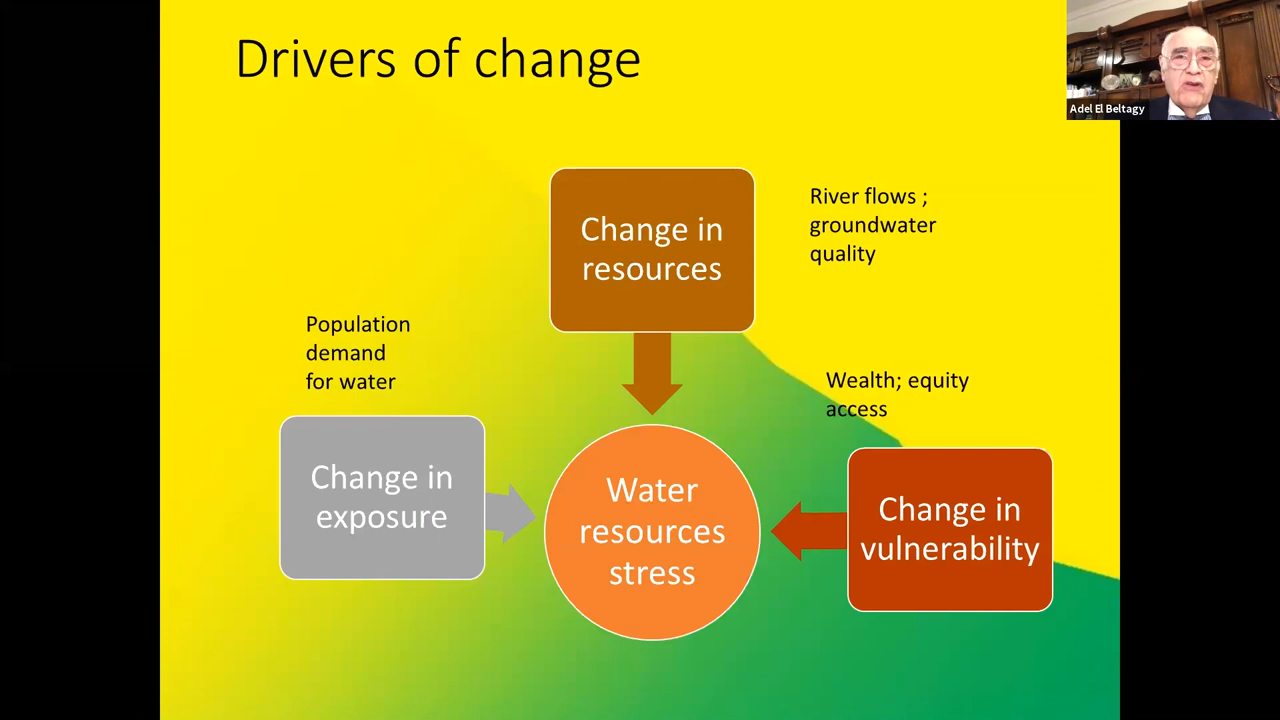 Drivers of change
Adel El Beltagy
Change in
resources
River flows ;
groundwater
quality
Population
demand
for water
Wealth; equity
access
Change in
exposure
Water
resources
stress
Change in
vulnerability